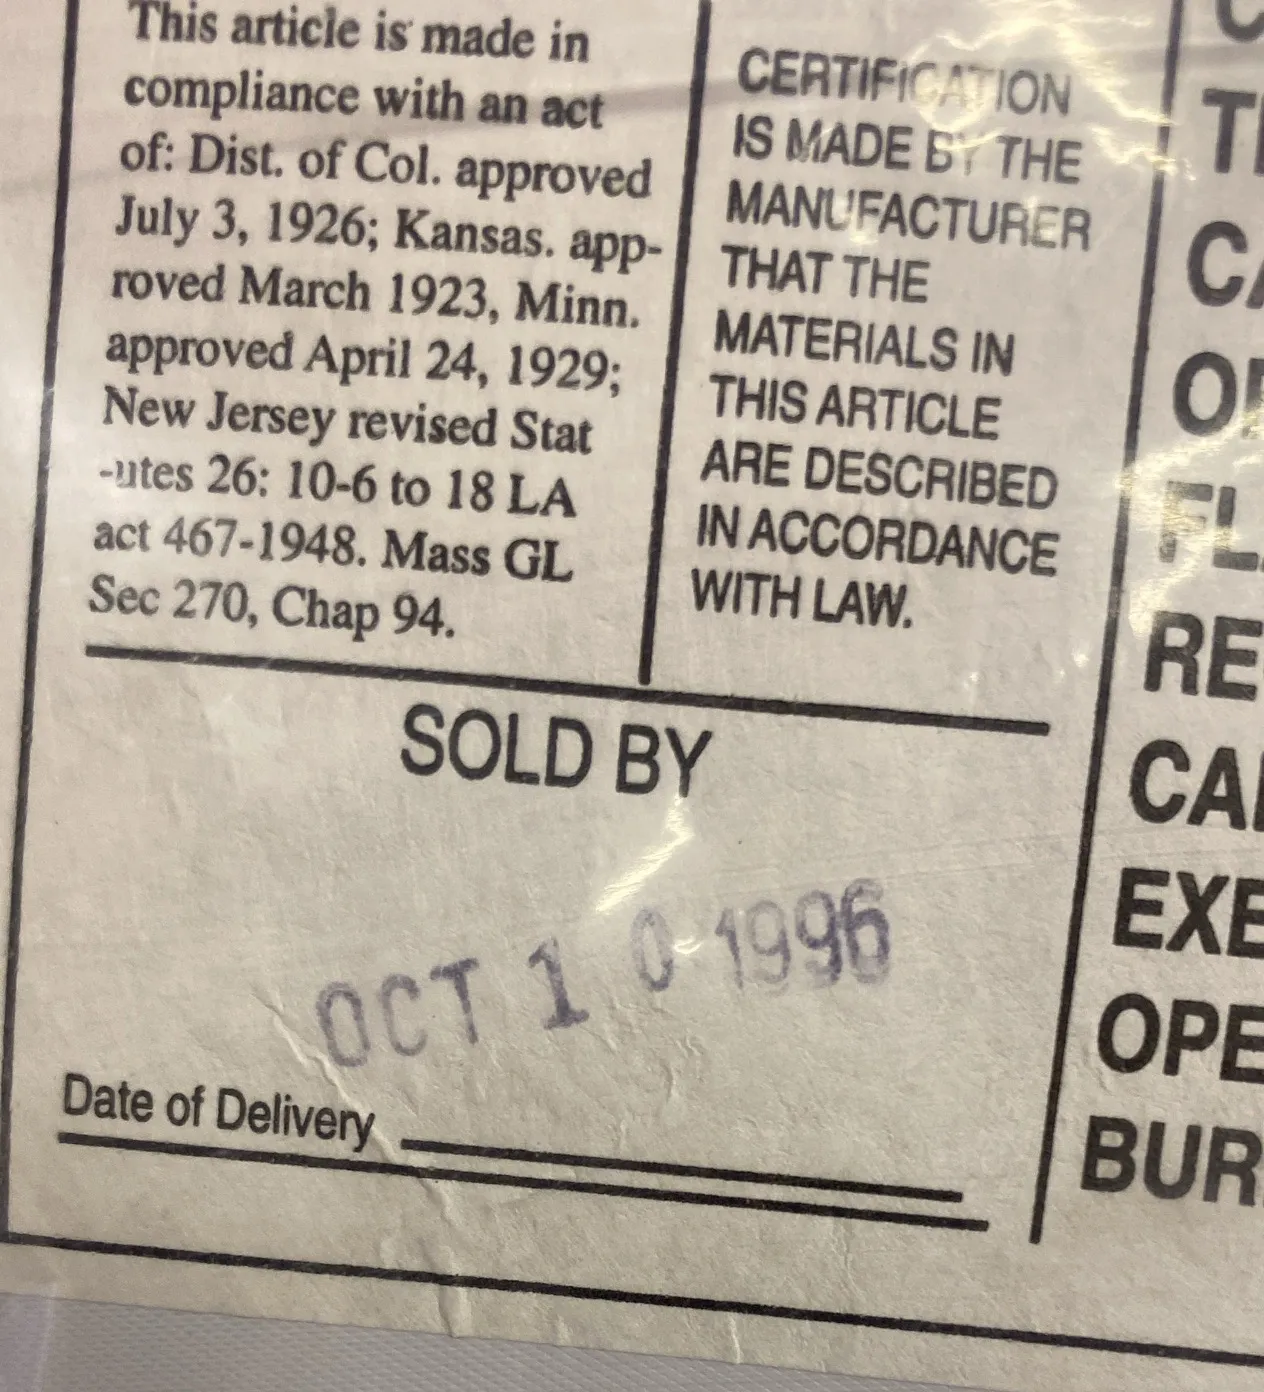 This article is made in
compliance with an act
of: Dist. of Col. approved
July 3, 1926; Kansas. app-
roved March 1923, Minn.
approved April 24, 1929;
New Jersey revised Stat
-utes 26: 10-6 to 18 LA
act 467-1948. Mass GL
Sec 270, Chap 94.
CERTIFICATION
IS MADE BY THE
MANUFACTURER
THAT THE
MATERIALS IN
THIS ARTICLE
ARE DESCRIBED
IN ACCORDANCE
WITH LAW.
SOLD BY
OCT 10 1996
Date of Delivery